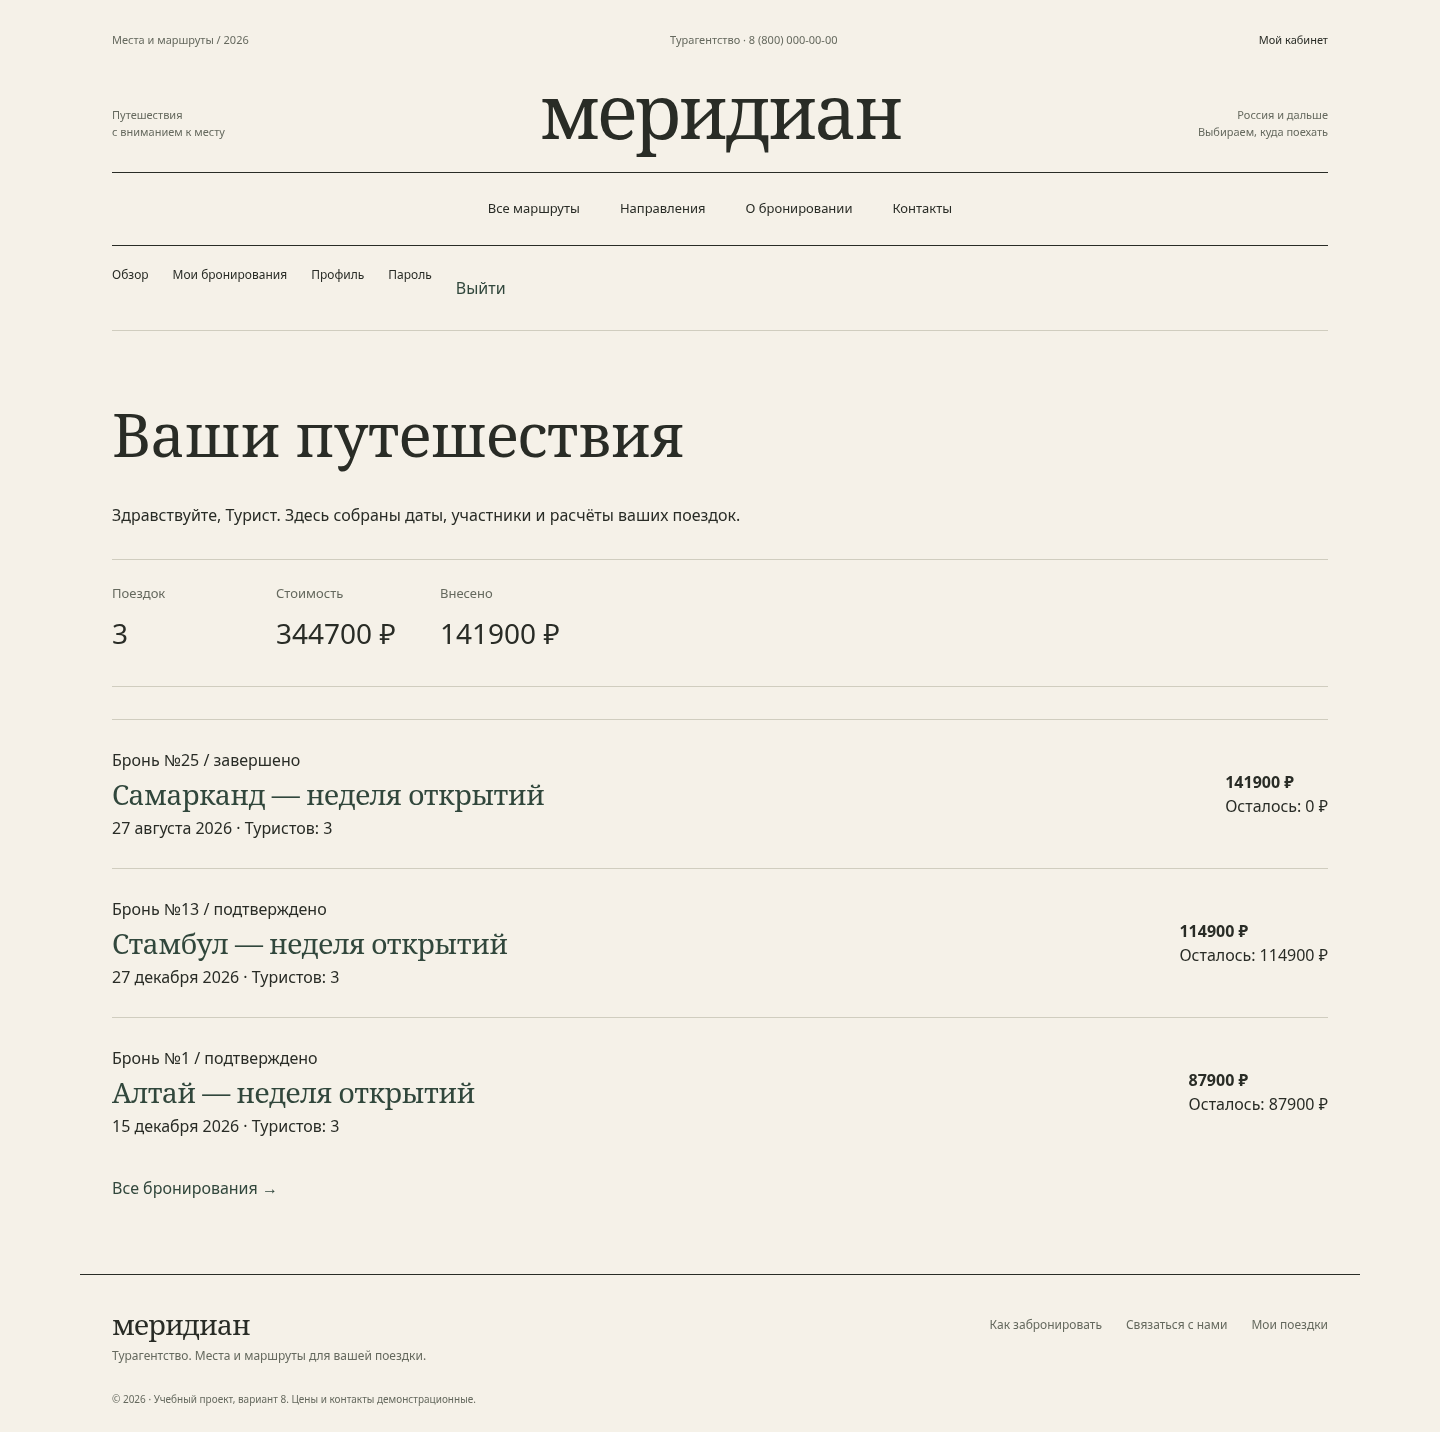 Места и маршруты / 2026
Турагентство · 8 (800) 000-00-00
Мой кабинет
Путешествия
с вниманием к месту
меридиан
Россия и дальше
Выбираем, куда поехать
Все маршруты
Направления
О бронировании
Контакты
Обзор
Мои бронирования
Профиль
Пароль
Выйти
Ваши путешествия
Здравствуйте, Турист. Здесь собраны даты, участники и расчёты ваших поездок.
Поездок
Стоимость
Внесено
3
344700 ₽
141900 ₽
Бронь №25 / завершено
Самарканд — неделя открытий
27 августа 2026 · Туристов: 3
141900 ₽
Осталось: 0 ₽
Бронь №13 / подтверждено
Стамбул — неделя открытий
27 декабря 2026 · Туристов: 3
114900 ₽
Осталось: 114900 ₽
Бронь №1 / подтверждено
Алтай — неделя открытий
15 декабря 2026 · Туристов: 3
87900 ₽
Осталось: 87900 ₽
Все бронирования →
меридиан
Турагентство. Места и маршруты для вашей поездки.
Как забронировать
Связаться с нами
Мои поездки
© 2026 · Учебный проект, вариант 8. Цены и контакты демонстрационные.